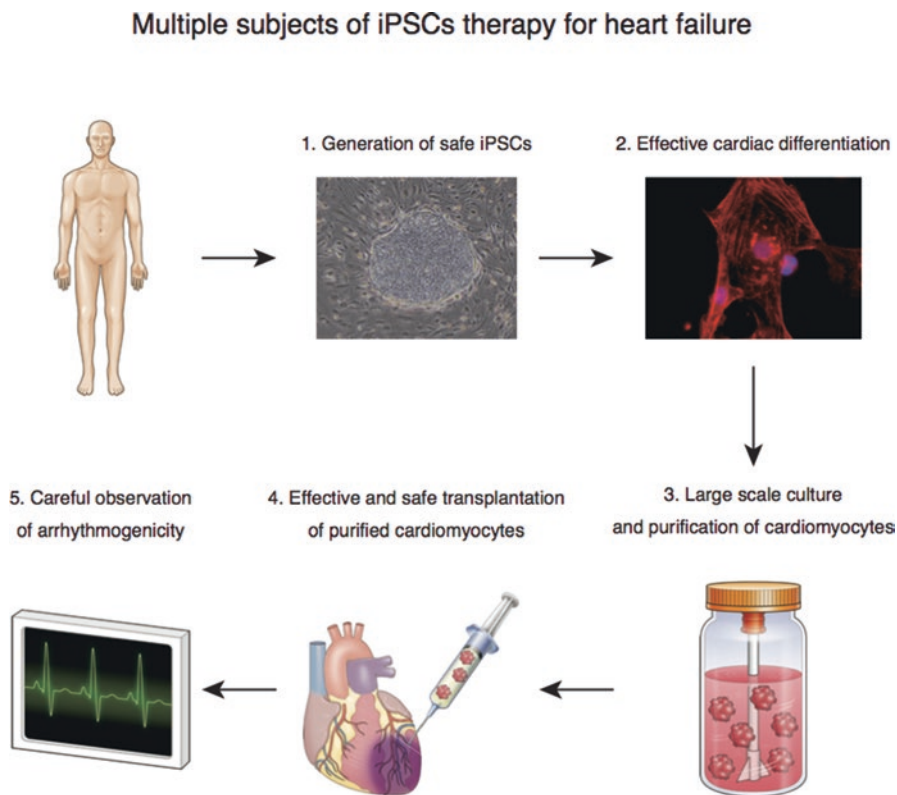 Multiple subjects of iPSCs therapy for heart failure
1. Generation of safe iPSCs
2. Effective cardiac differentiation
3. Large scale culture
and purification of cardiomyocytes
4. Effective and safe transplantation
of purified cardiomyocytes
5. Careful observation
of arrhythmogenicity